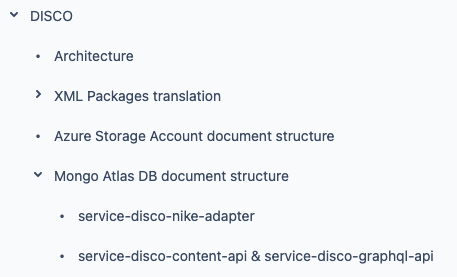 DISCO
Architecture
XML Packages translation
Azure Storage Account document structure
Mongo Atlas DB document structure
service-disco-nike-adapter
service-disco-content-api & service-disco-graphql-api